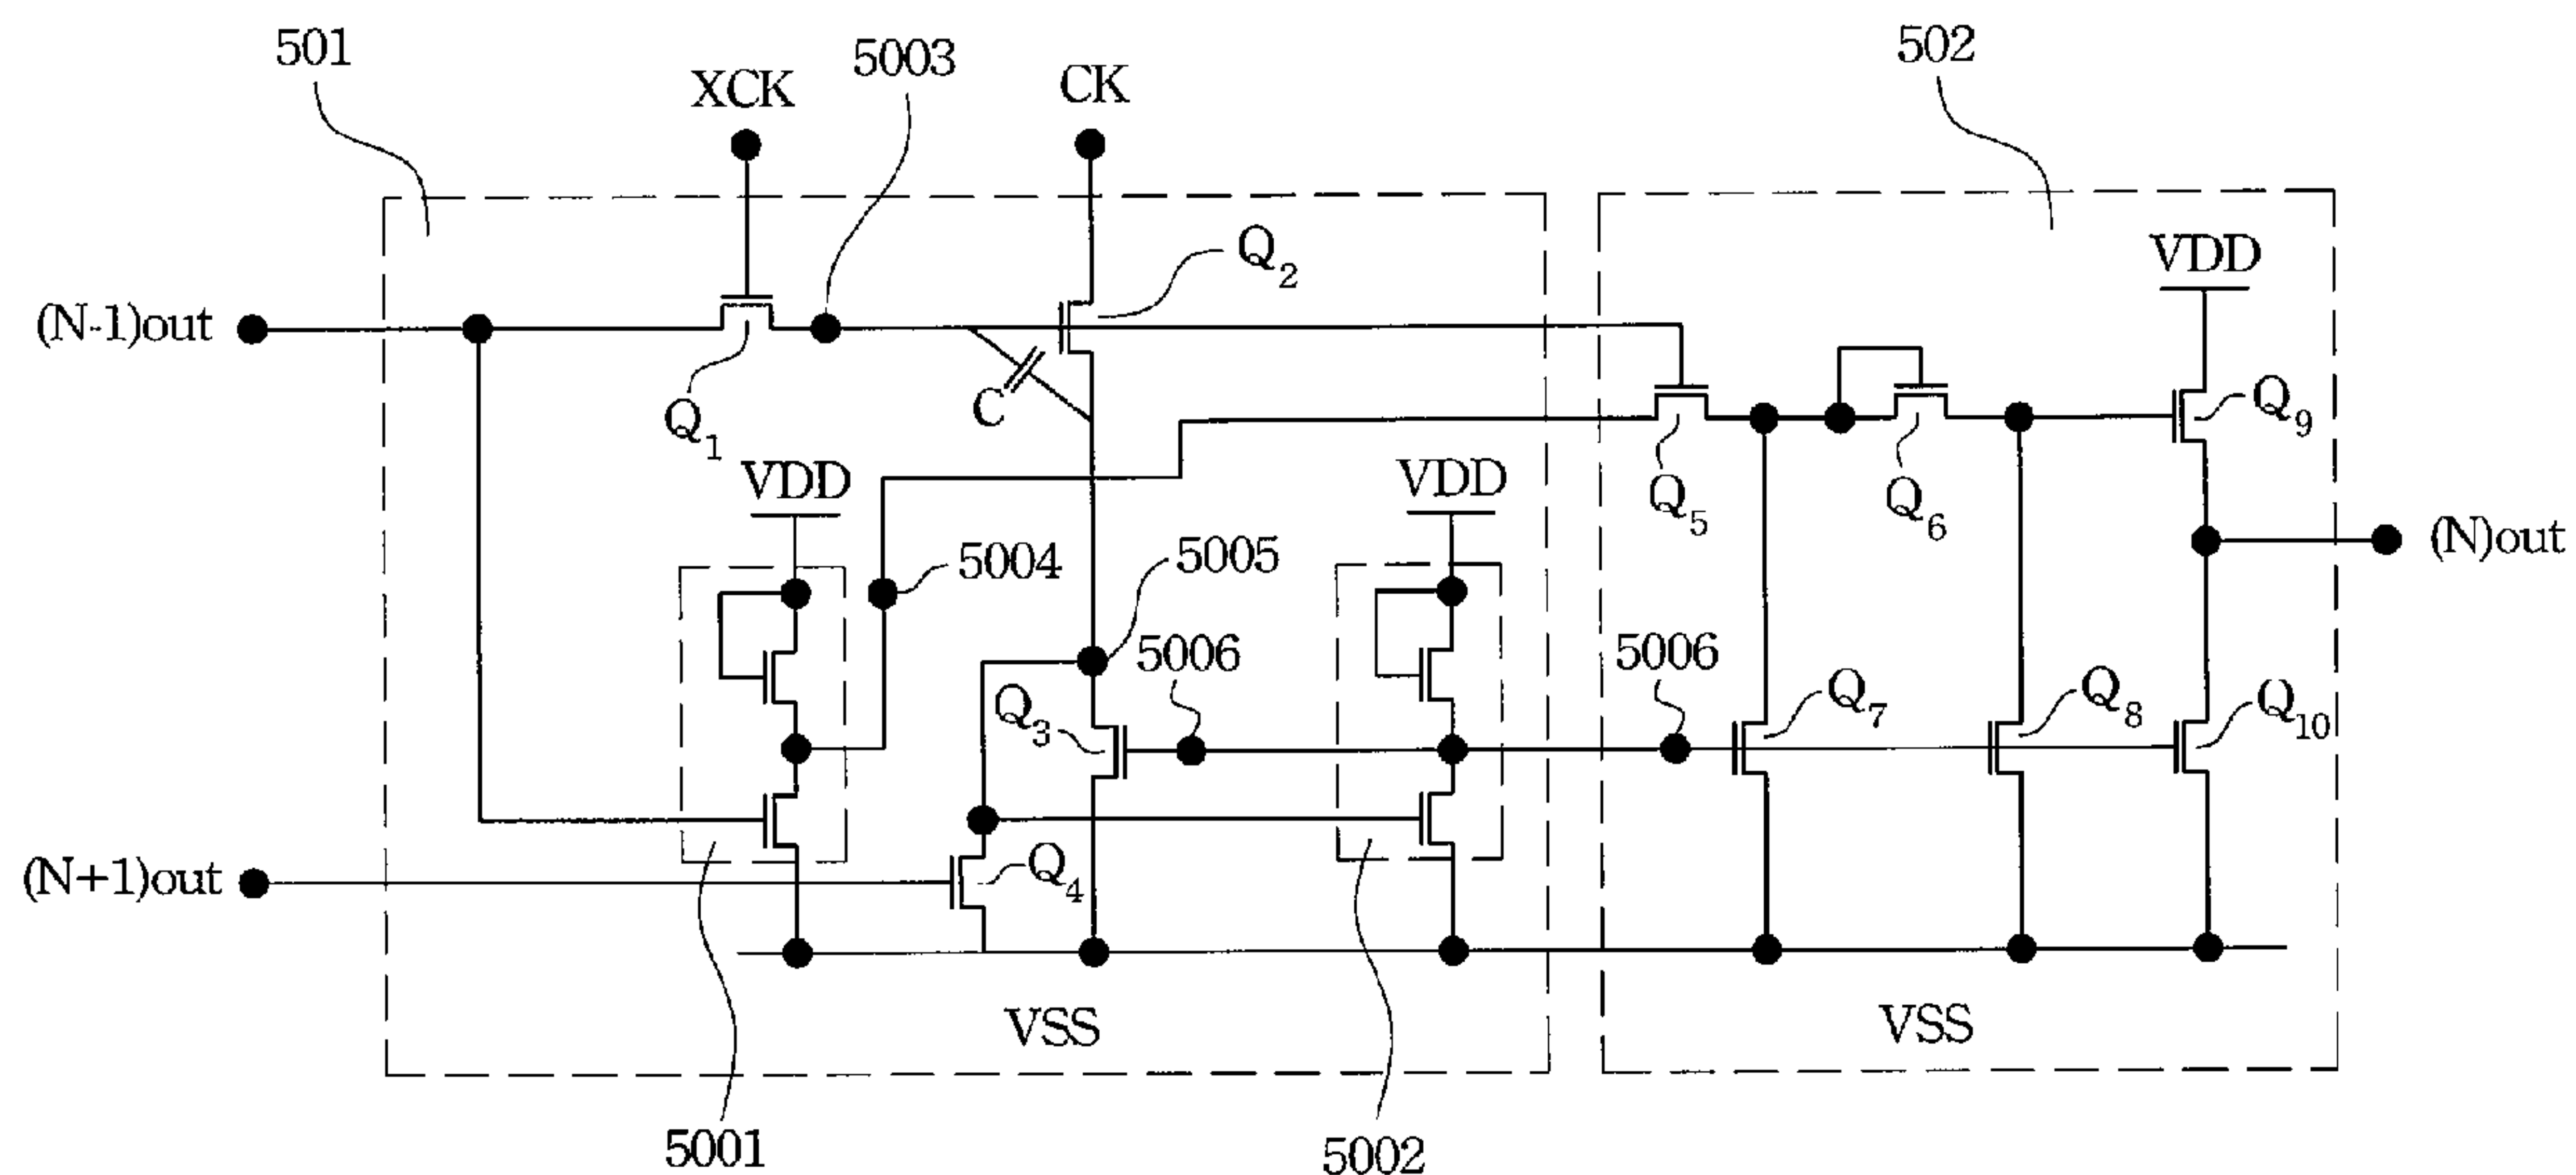 501
XCK
5003
CK
502
Q2
VDD
(N-1)out
Q1
C
Q9
VDD
VDD
Q5
Q6
(N)out
5004
5005
5006
5006
Q3
Q7
Q8
Q10
(N+1)out
Q4
VSS
VSS
5001
5002